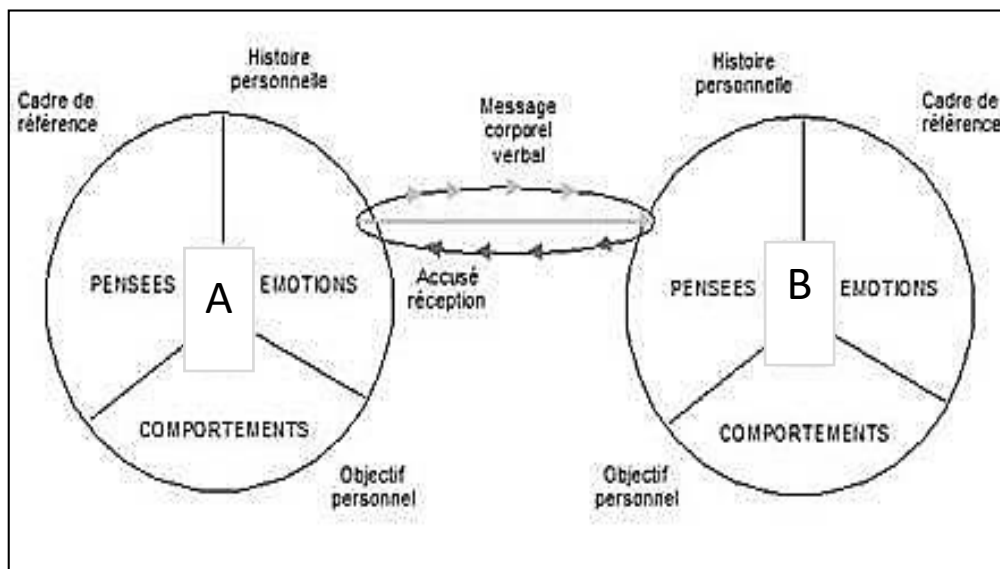 Histoire
personnelle
Cadre de
référence
PENSEES
A
EMOTIONS
COMPORTEMENTS
Objectif
personnel
Message
corporel
verbal
Accusé
réception
Histoire
personnelle
Cadre de
référence
PENSEES
B
EMOTIONS
COMPORTEMENTS
Objectif
personnel